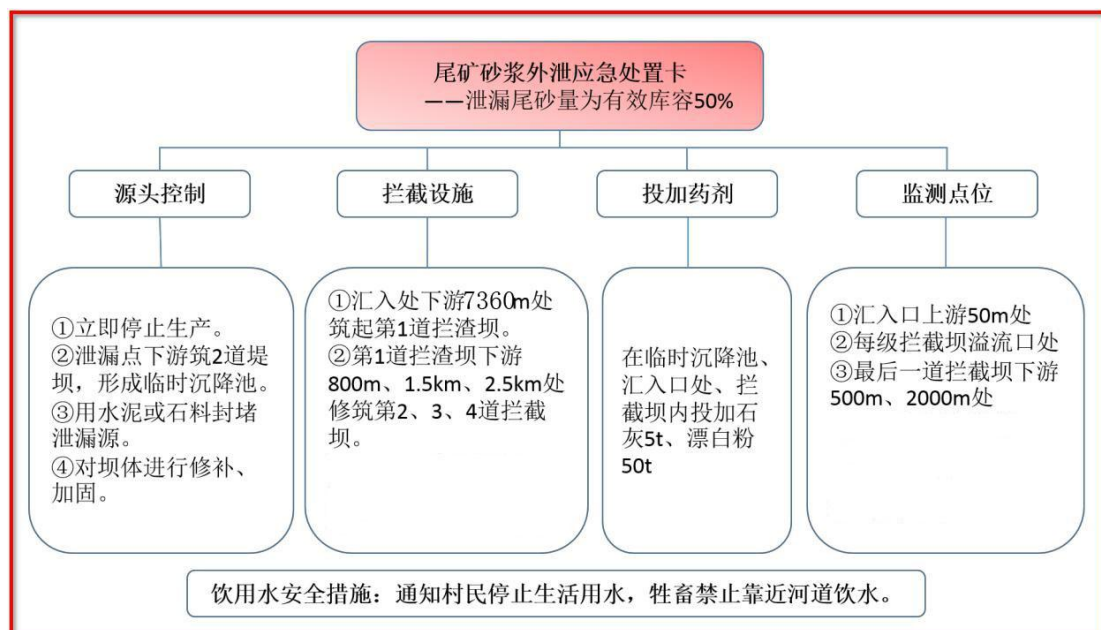 尾矿砂浆外泄应急处置卡
——泄漏尾砂量为有效库容50%
源头控制
拦截设施
投加药剂
监测点位
①立即停止生产。
②泄漏点下游筑2道堤
坝，形成临时沉降池。
③用水泥或石料封堵
泄漏源。
④对坝体进行修补、
加固。
①汇入处下游7360m处
筑起第1道拦渣坝。
②第1道拦渣坝下游
800m、1.5km、2.5km处
修筑第2、3、4道拦截
坝。
在临时沉降池、
汇入口处、拦
截坝内投加石
灰5t、漂白粉
50t
①汇入口上游50m处
②每级拦截坝溢流口处
③最后一道拦截坝下游
500m、2000m处
饮用水安全措施：通知村民停止生活用水，牲畜禁止靠近河道饮水。